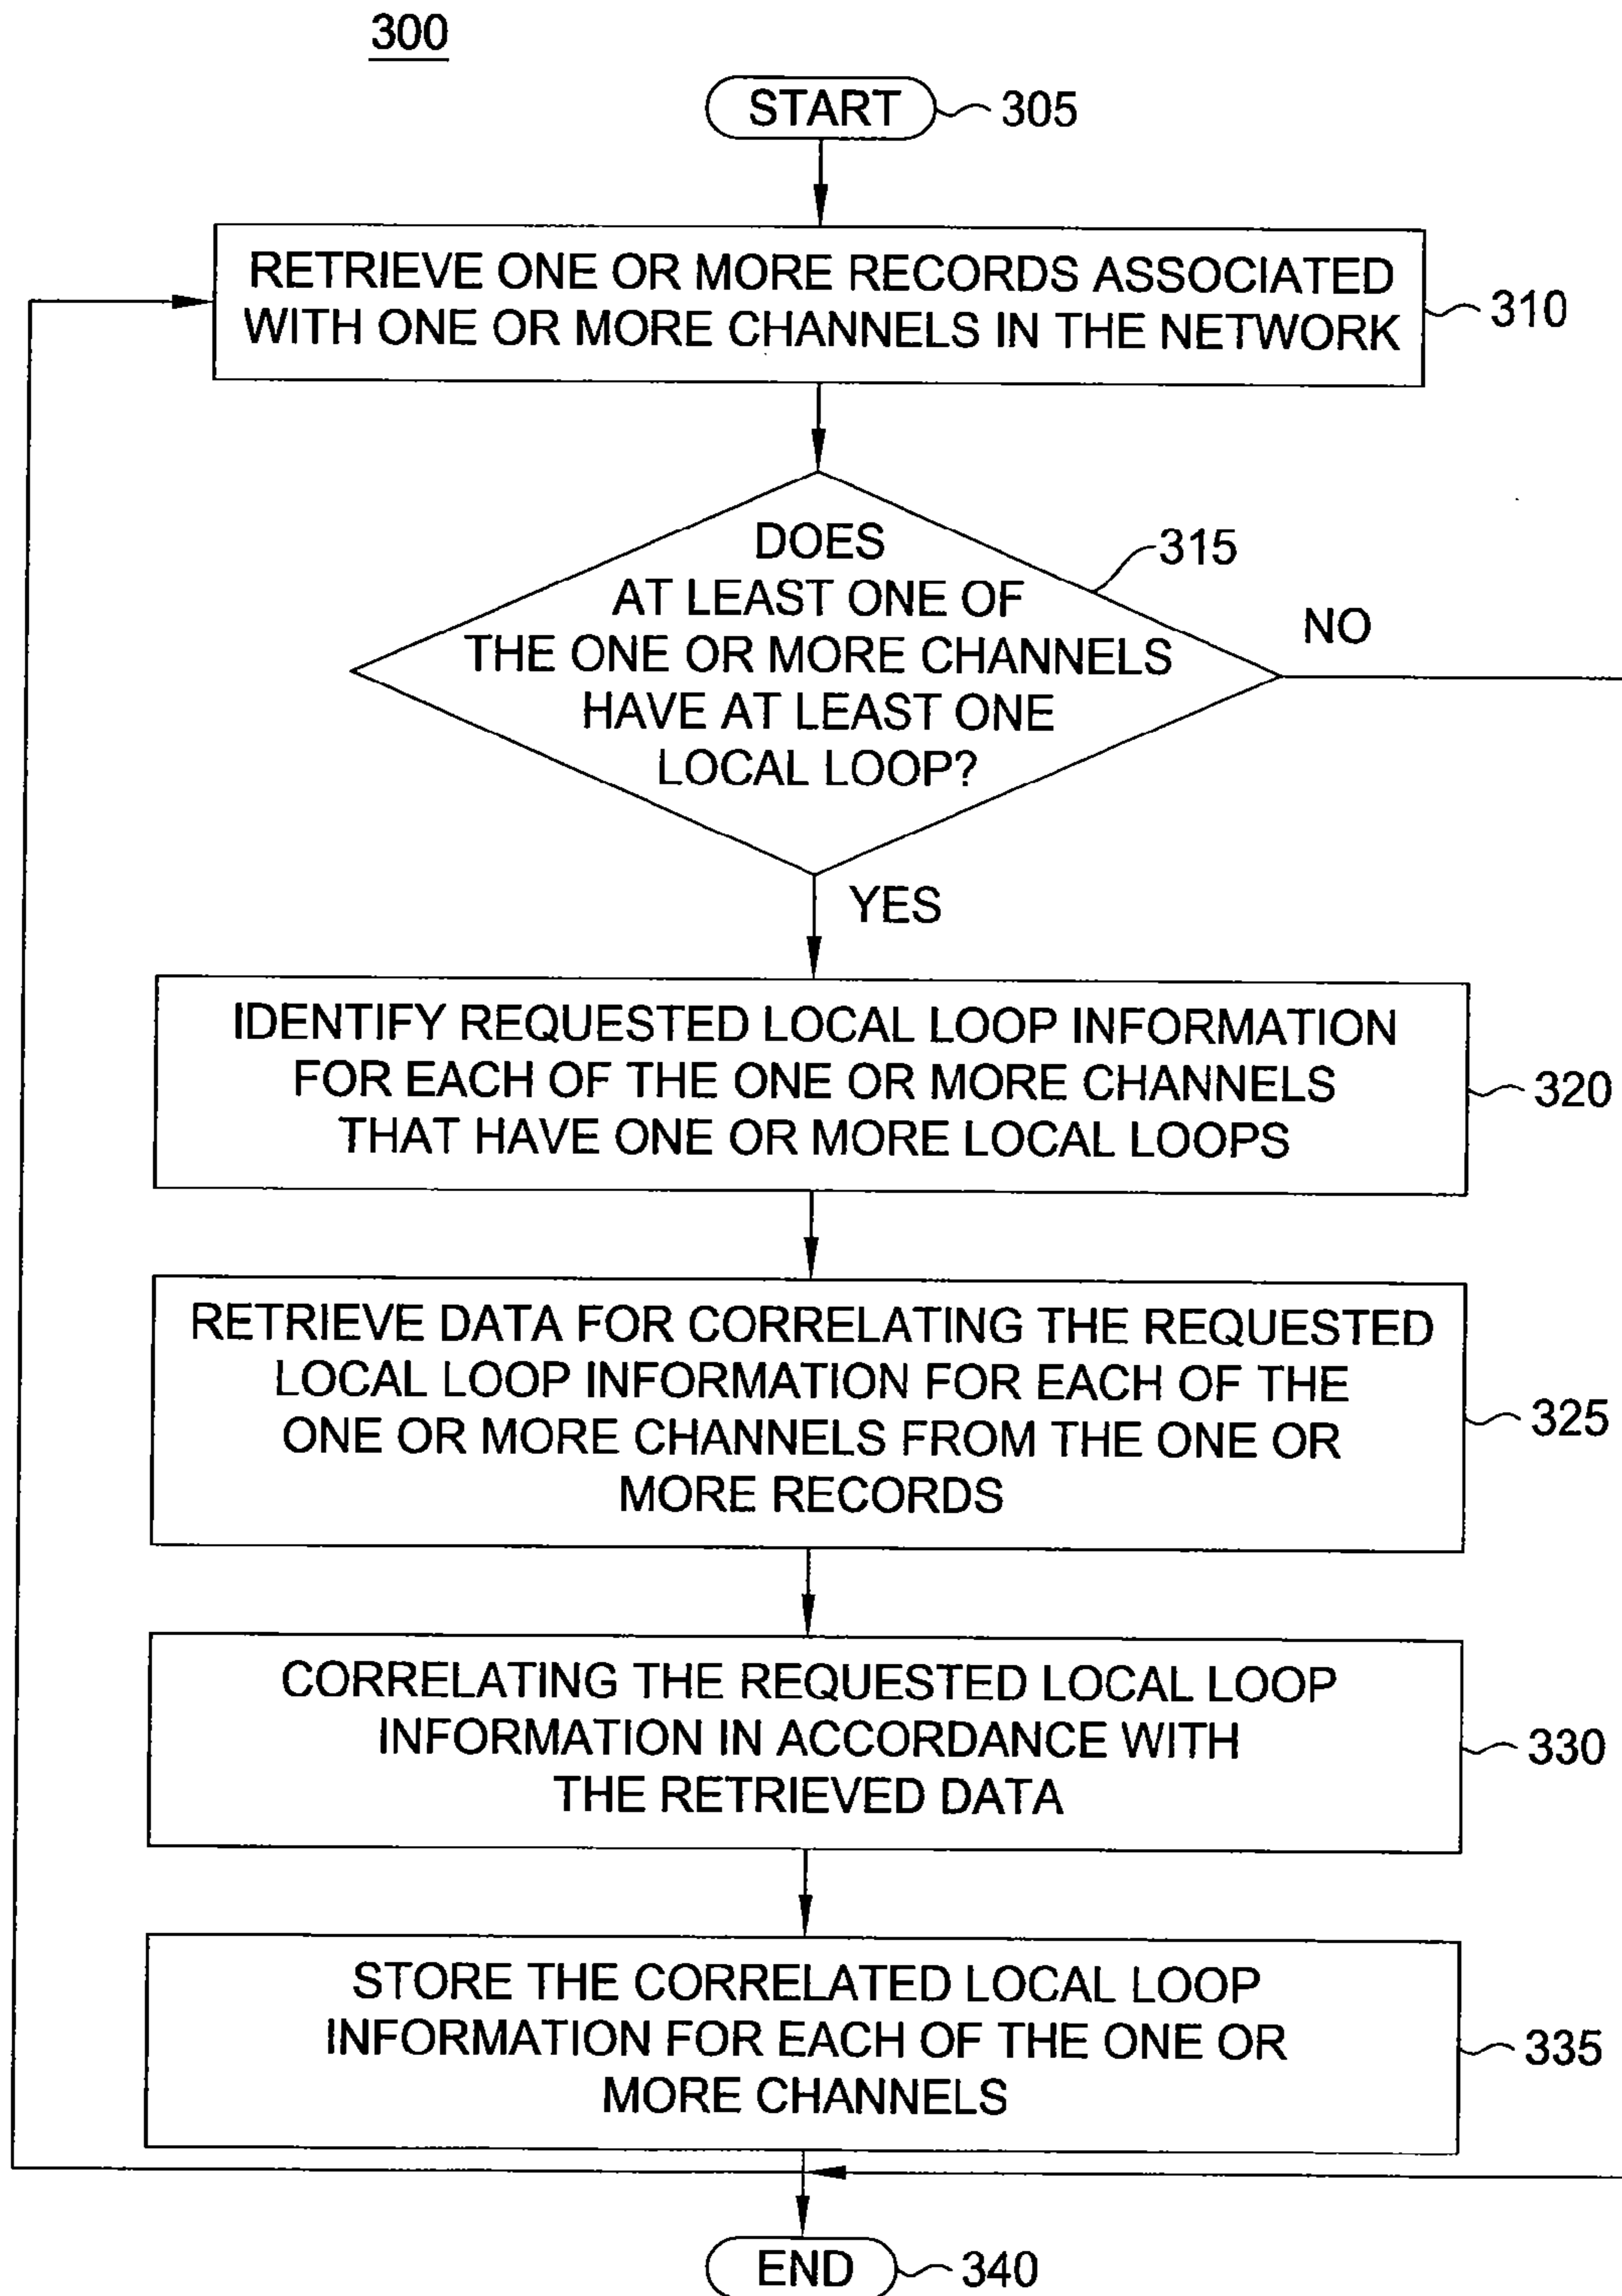 300
START
305
RETRIEVE ONE OR MORE RECORDS ASSOCIATED
WITH ONE OR MORE CHANNELS IN THE NETWORK
310
DOES
AT LEAST ONE OF
THE ONE OR MORE CHANNELS
HAVE AT LEAST ONE
LOCAL LOOP?
315
NO
YES
IDENTIFY REQUESTED LOCAL LOOP INFORMATION
FOR EACH OF THE ONE OR MORE CHANNELS
THAT HAVE ONE OR MORE LOCAL LOOPS
320
RETRIEVE DATA FOR CORRELATING THE REQUESTED
LOCAL LOOP INFORMATION FOR EACH OF THE
ONE OR MORE CHANNELS FROM THE ONE OR
MORE RECORDS
325
CORRELATING THE REQUESTED LOCAL LOOP
INFORMATION IN ACCORDANCE WITH
THE RETRIEVED DATA
330
STORE THE CORRELATED LOCAL LOOP
INFORMATION FOR EACH OF THE ONE OR
MORE CHANNELS
335
END
340